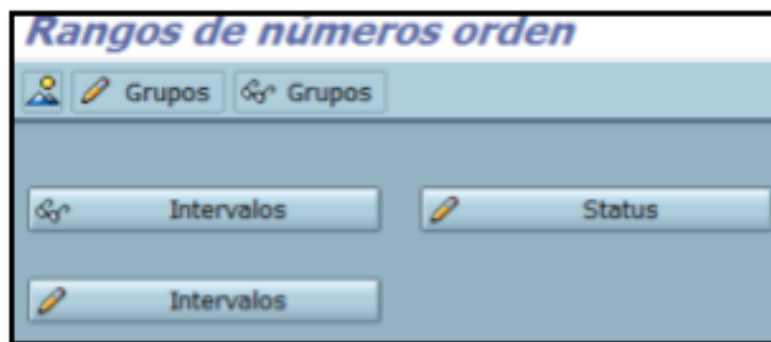 Rangos de números orden
Grupos Grupos
Intervalos Status
Intervalos